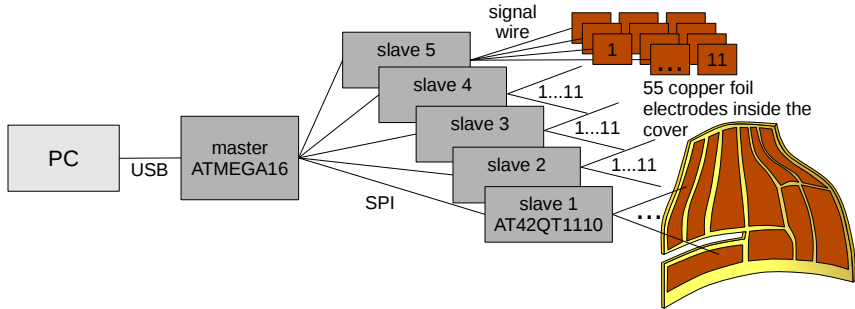 signal
wire
slave 5
1
...
11
slave 4
1...11
55 copper foil
electrodes inside the
cover
slave 3
1...11
master
ATMEGA16
PC
USB
slave 2
1...11
SPI
slave 1
AT42QT1110
...